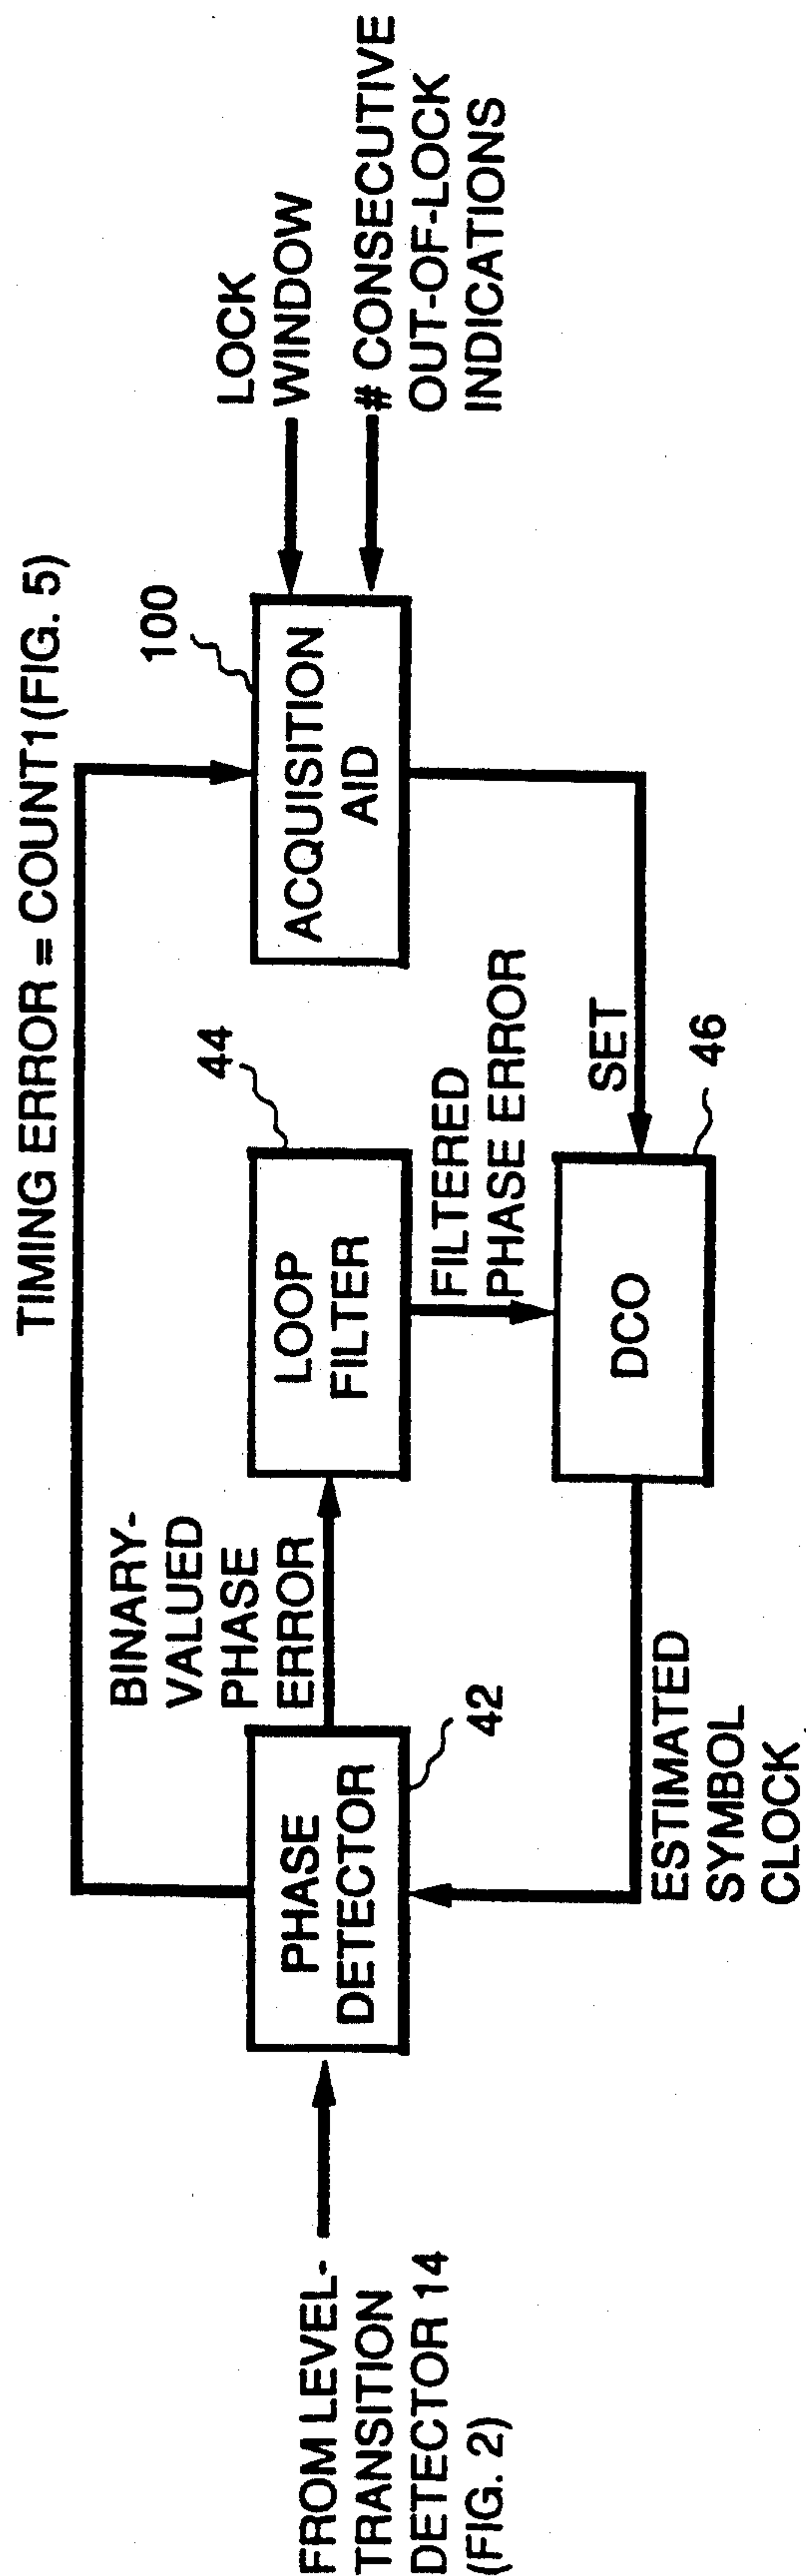 TIMING ERROR = COUNT1 (FIG. 5)
FROM LEVEL-
TRANSITION
DETECTOR 14
(FIG. 2)
PHASE
DETECTOR
42
BINARY-
VALUED
PHASE
ERROR
LOOP
FILTER
44
FILTERED
PHASE ERROR
ACQUISITION
AID
100
LOCK
WINDOW
# CONSECUTIVE
OUT-OF-LOCK
INDICATIONS
SET
DCO
46
ESTIMATED
SYMBOL
CLOCK